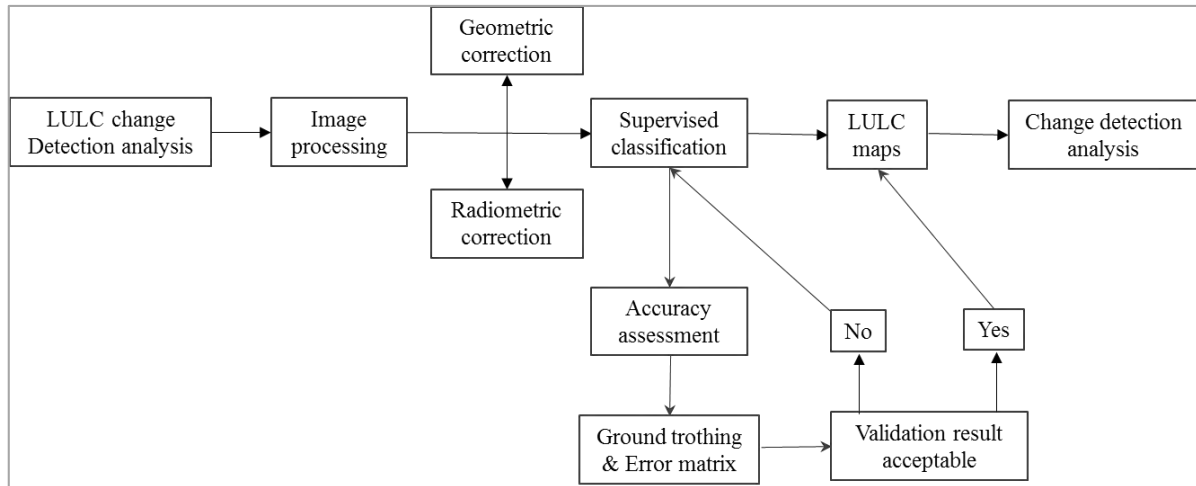 Geometric
correction
LULC change
Detection analysis
Image
processing
Supervised
classification
LULC
maps
Change detection
analysis
Radiometric
correction
Accuracy
assessment
No
Yes
Ground trothing
& Error matrix
Validation result
acceptable